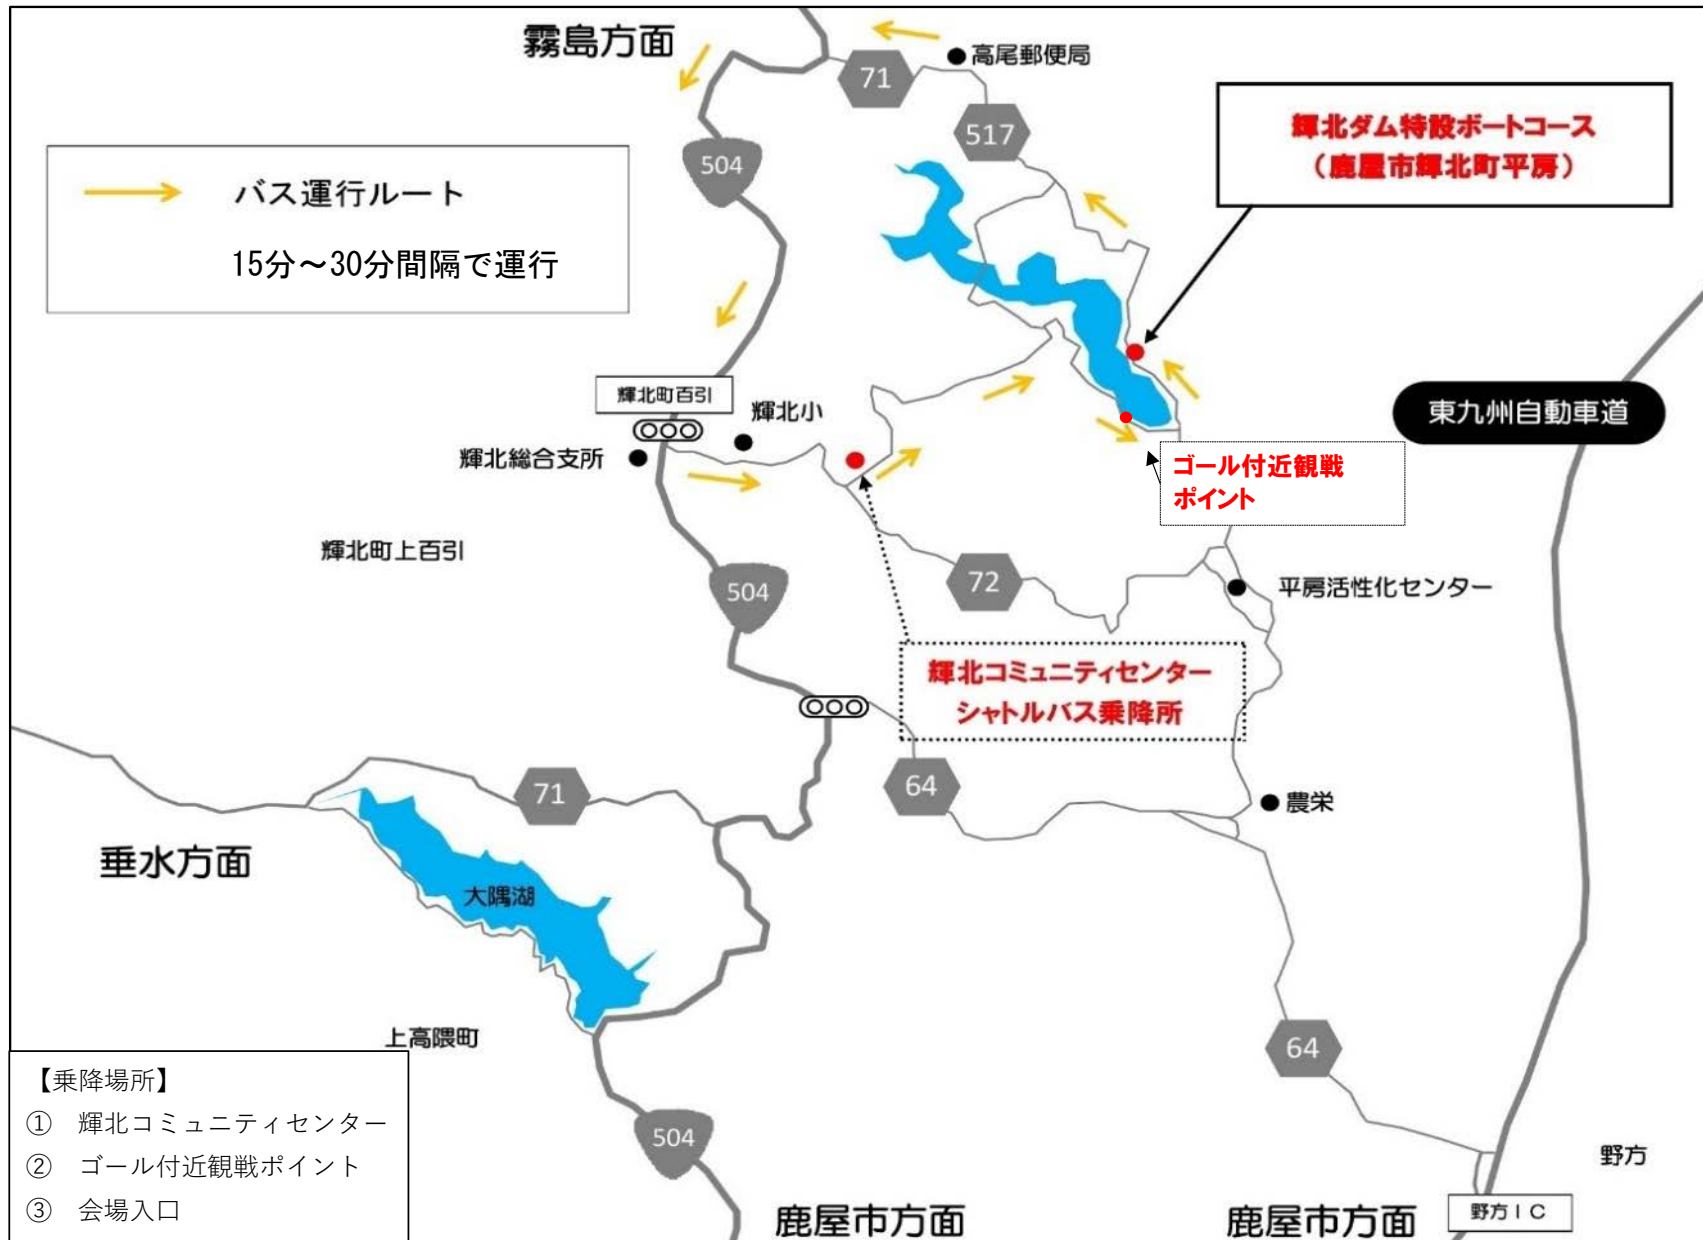 霧島方面
高尾郵便局
71
517
504
バス運行ルート
15分～30分間隔で運行
輝北ダム特設ボートコース
（鹿屋市輝北町平房）
輝北町百引
輝北小
輝北総合支所
東九州自動車道
ゴール付近観戦
ポイント
輝北町上百引
504
72
平房活性化センター
輝北コミュニティセンター
シャトルバス乗降所
71
64
農栄
垂水方面
大隅湖
上高隈町
64
504
野方
野方ＩＣ
鹿屋市方面
鹿屋市方面
【乗降場所】
①　輝北コミュニティセンター
②　ゴール付近観戦ポイント
③　会場入口